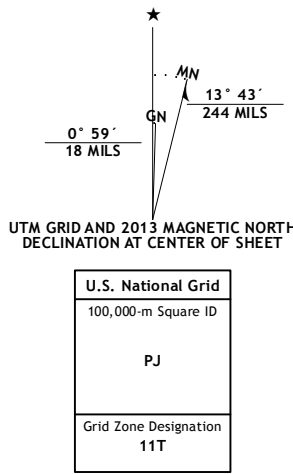 ★
MN
13° 43´
244 MILS
GN
0° 59´
18 MILS
UTM GRID AND 2013 MAGNETIC NORTH
DECLINATION AT CENTER OF SHEET
U.S. National Grid
100,000-m Square ID
PJ
Grid Zone Designation
11T